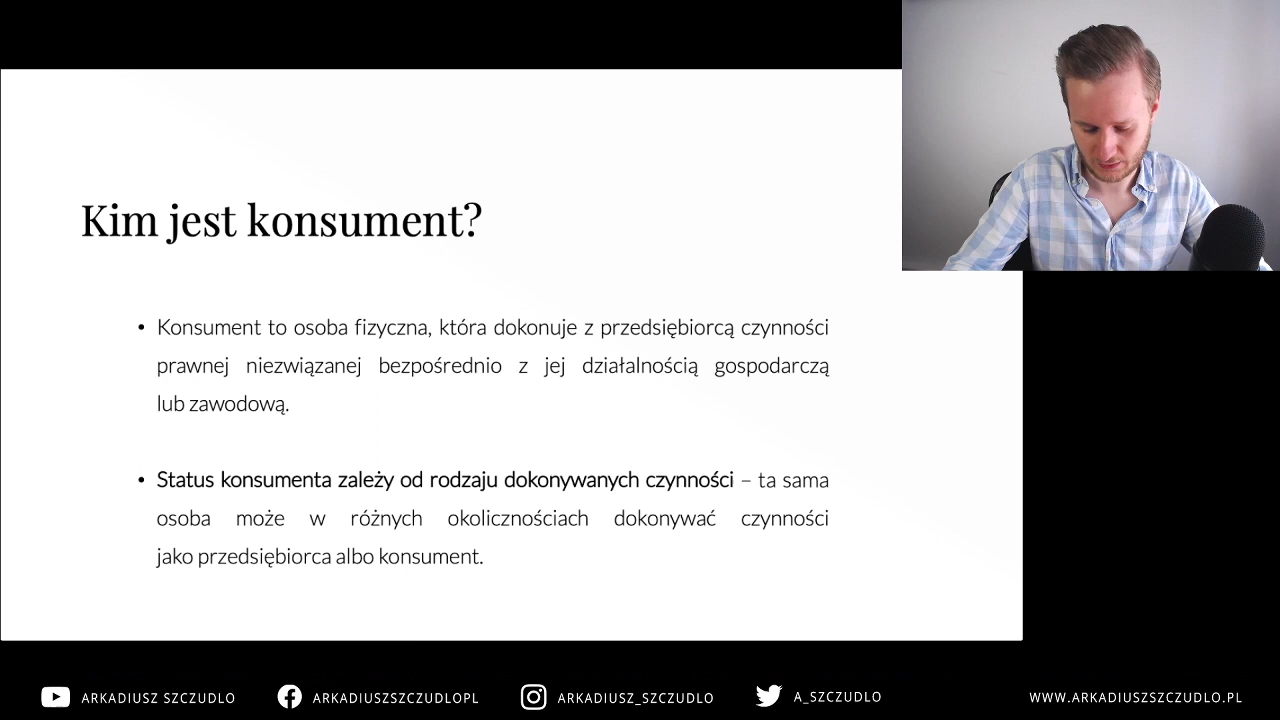 Kim jest konsument?
• Konsument to osoba fizyczna, która dokonuje z przedsiębiorcą czynności
prawnej niezwiązanej bezpośrednio z jej działalnością gospodarczą
lub zawodową.
• Status konsumenta zależy od rodzaju dokonywanych czynności – ta sama
osoba może w różnych okolicznościach dokonywać czynności
jako przedsiębiorca albo konsument.
ARKADIUSZ SZCZUDLO ARKADIUSZSZCZUDLOPL ARKADIUSZ_SZCZUDLO A_SZCZUDLO WWW.ARKADIUSZSZCZUDLO.PL